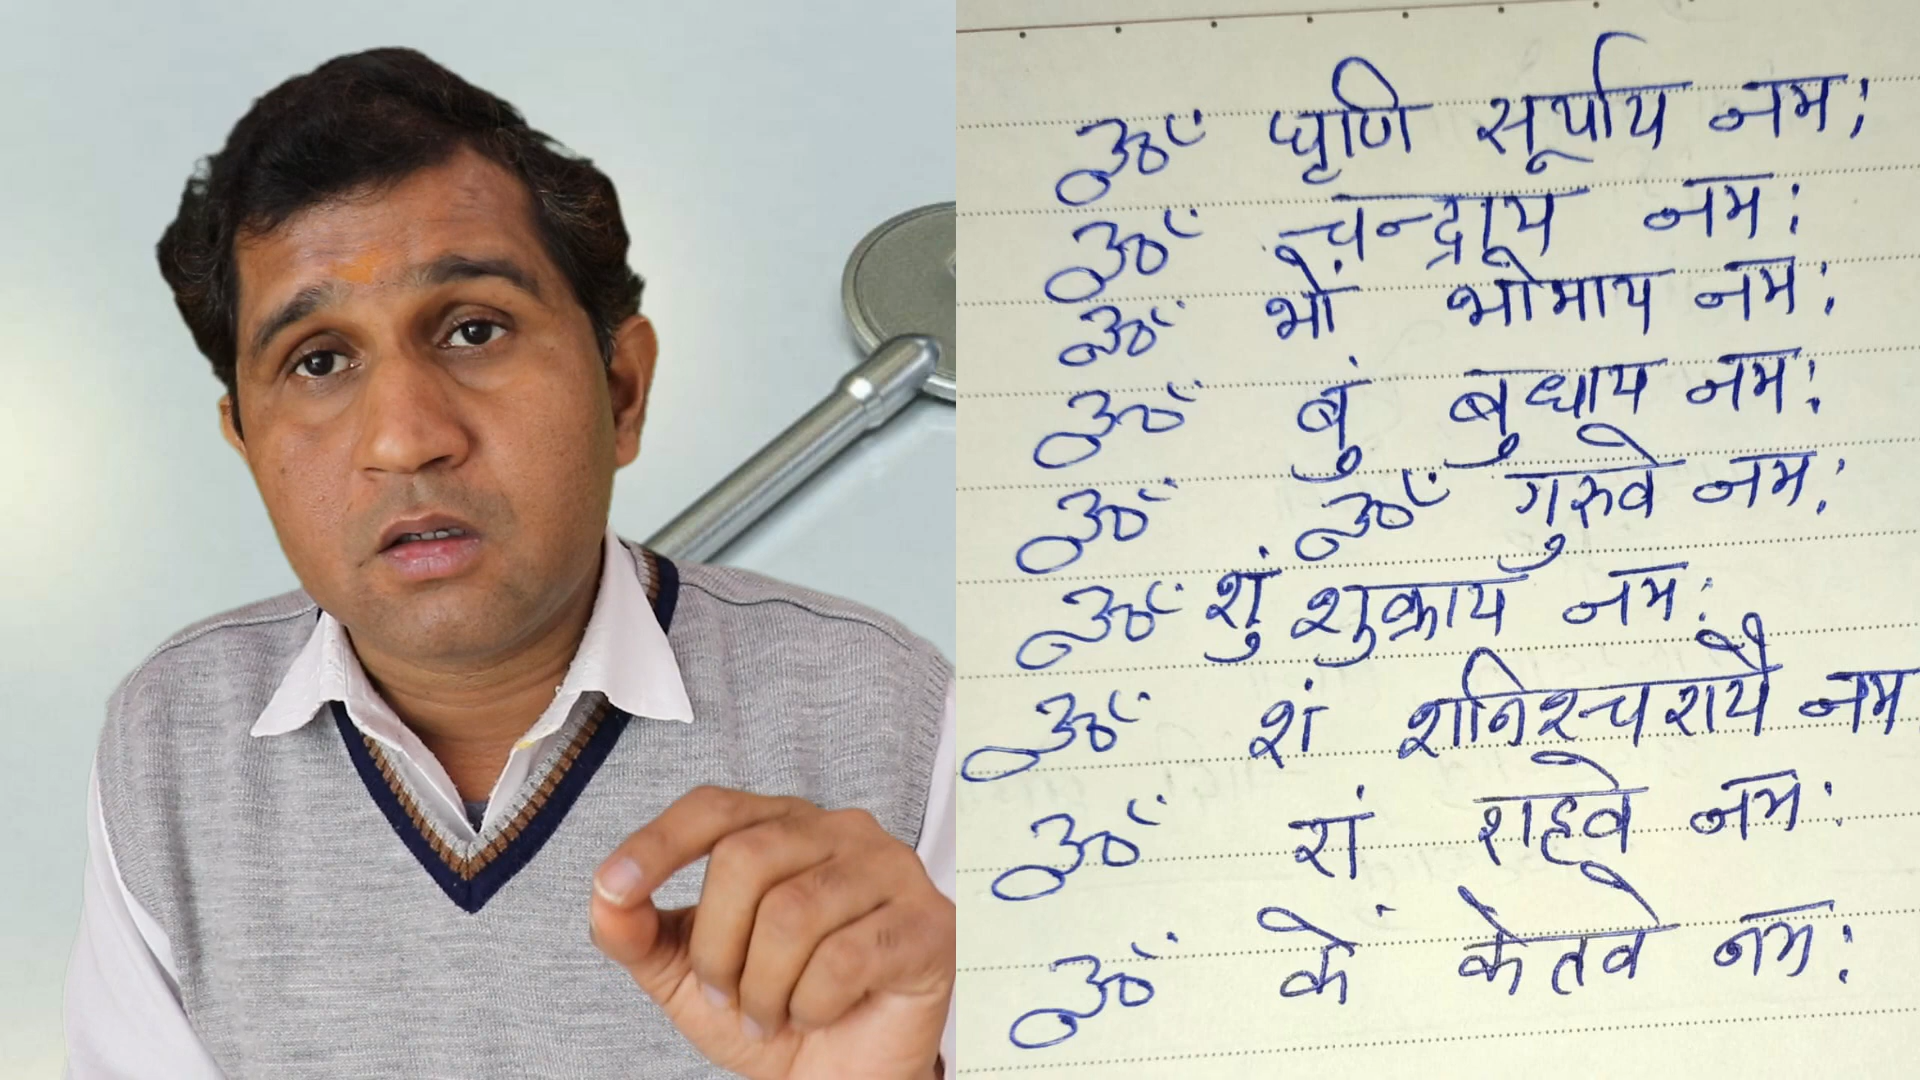 ॐ घृणि सूर्याय नमः
ॐ चन्द्राय नमः
ॐ भों भोमाय नमः
ॐ बुं बुधाय नमः
ॐ ॐ गुरुवे नमः
ॐ शुं शुक्राय नमः
ॐ शं शनिश्चरायै नम
ॐ रां राहवे नमः
ॐ कें केतवे नमः